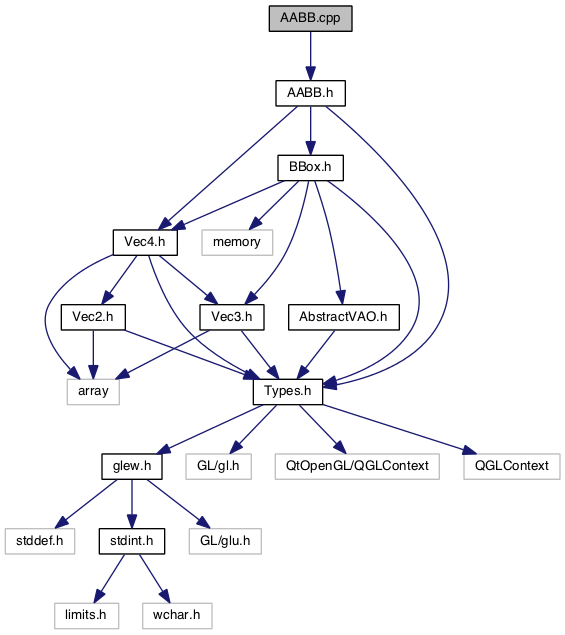 AABB.cpp
AABB.h
BBox.h
Vec4.h
memory
Vec2.h
Vec3.h
AbstractVAO.h
array
Types.h
glew.h
GL/gl.h
QtOpenGL/QGLContext
QGLContext
stddef.h
stdint.h
GL/glu.h
limits.h
wchar.h